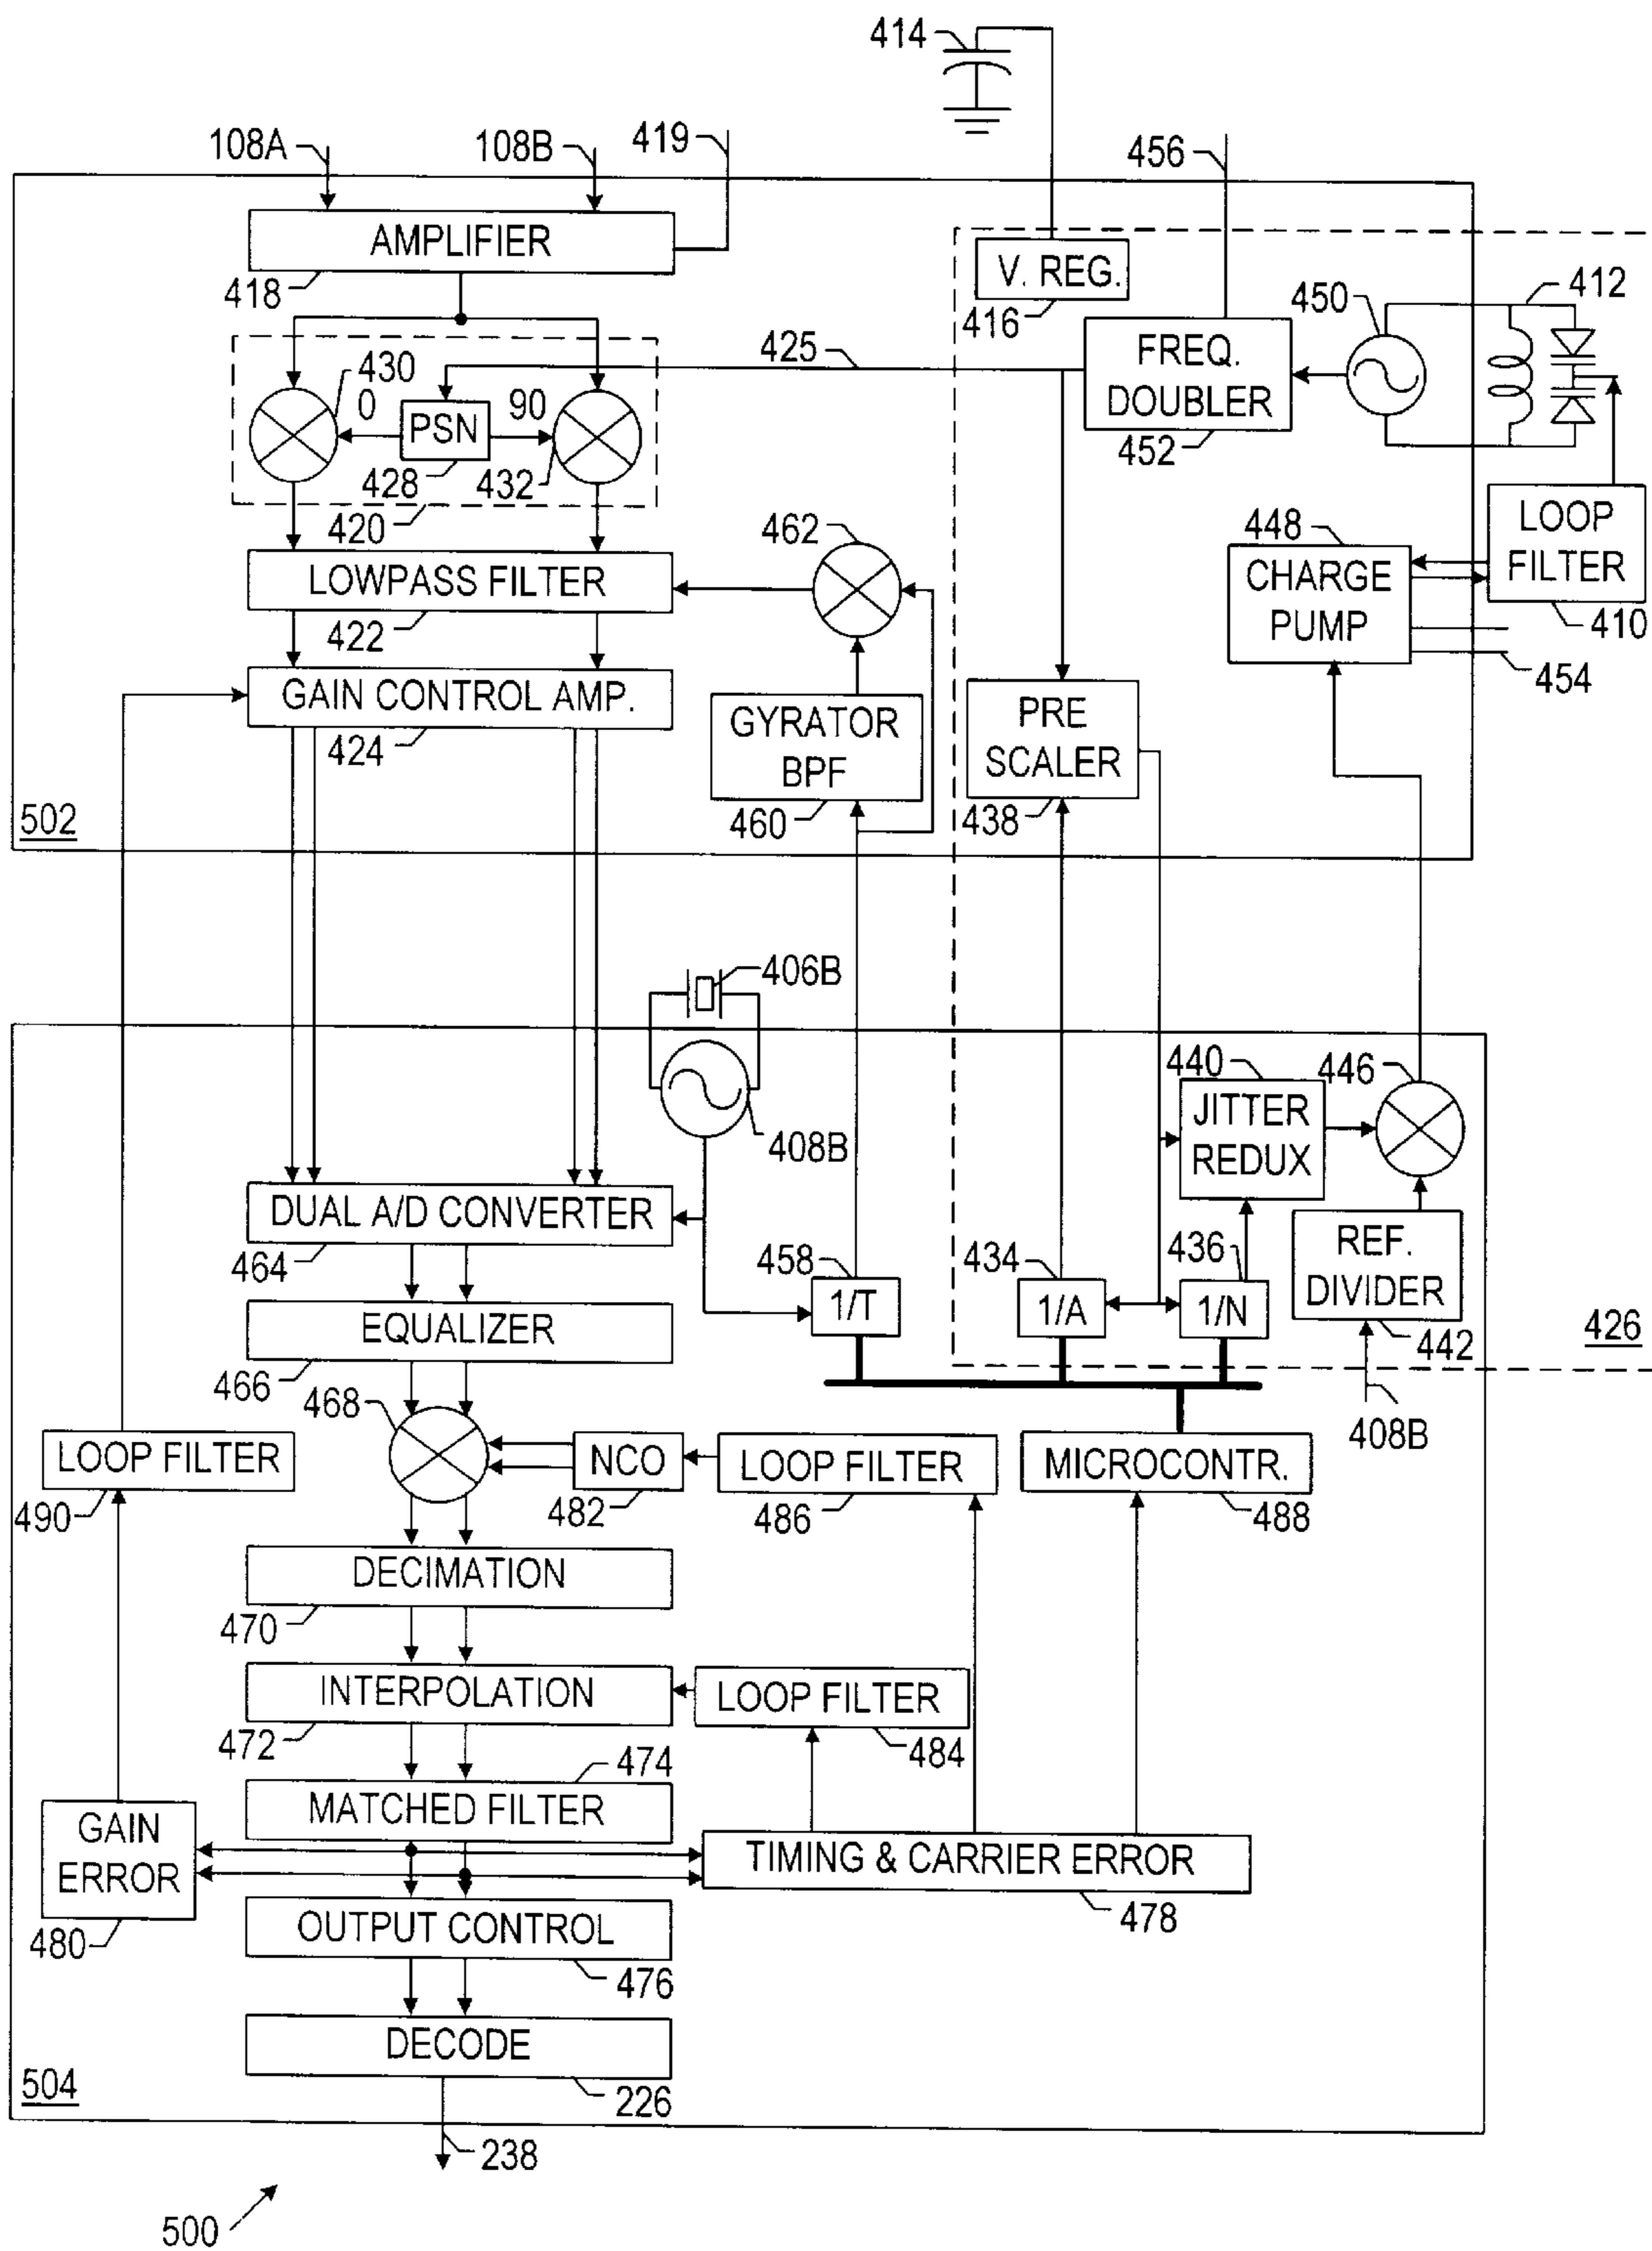 414
108A
108B
419
456
AMPLIFIER
418
V. REG.
416
450
412
430
0
PSN
90
428
432
420
425
FREQ.
DOUBLER
452
462
LOWPASS FILTER
422
448
CHARGE
PUMP
LOOP
FILTER
410
454
GAIN CONTROL AMP.
424
GYRATOR
BPF
460
PRE
SCALER
438
502
406B
408B
440
JITTER
REDUX
446
DUAL A/D CONVERTER
464
458
1/T
434
1/A
436
1/N
REF.
DIVIDER
442
426
EQUALIZER
466
468
408B
LOOP FILTER
490
NCO
482
LOOP FILTER
486
MICROCONTR.
488
DECIMATION
470
INTERPOLATION
472
LOOP FILTER
484
474
MATCHED FILTER
GAIN
ERROR
480
TIMING & CARRIER ERROR
478
OUTPUT CONTROL
476
DECODE
226
504
238
500